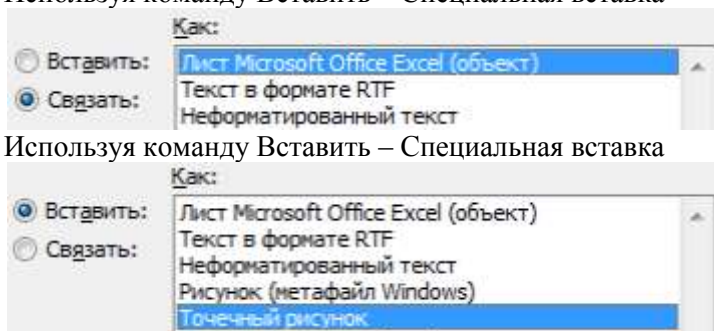 Используя команду Вставить – Специальная вставка
Как:
Вставить:
Связать:
Лист Microsoft Office Excel (объект)
Текст в формате RTF
Неформатированный текст
Используя команду Вставить – Специальная вставка
Как:
Вставить:
Связать:
Лист Microsoft Office Excel (объект)
Текст в формате RTF
Неформатированный текст
Рисунок (метафайл Windows)
Точечный рисунок